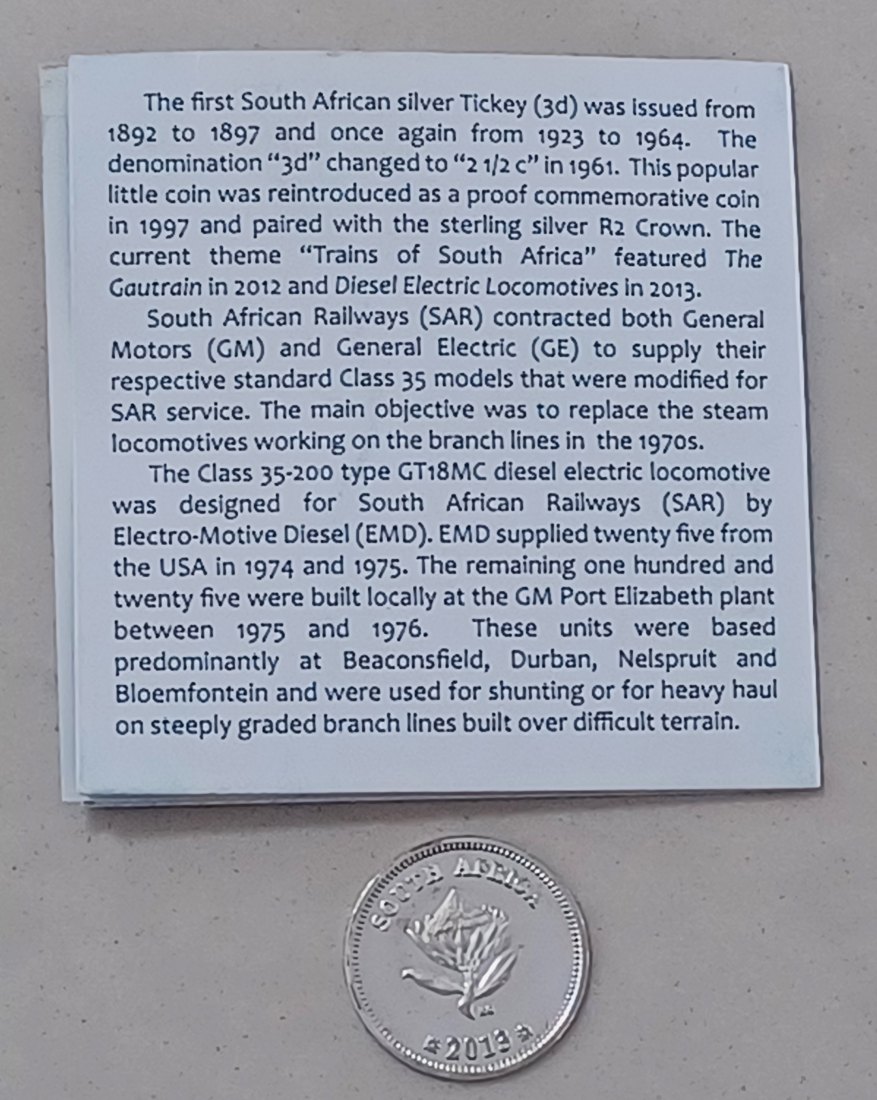 The first South African silver Tickey (3d) was issued from
1892 to 1897 and once again from 1923 to 1964. The
denomination “3d” changed to “2 1/2 c” in 1961. This popular
little coin was reintroduced as a proof commemorative coin
in 1997 and paired with the sterling silver R2 Crown. The
current theme “Trains of South Africa” featured The
Gautrain in 2012 and Diesel Electric Locomotives in 2013.
South African Railways (SAR) contracted both General
Motors (GM) and General Electric (GE) to supply their
respective standard Class 35 models that were modified for
SAR service. The main objective was to replace the steam
locomotives working on the branch lines in the 1970s.
The Class 35-200 type GT18MC diesel electric locomotive
was designed for South African Railways (SAR) by
Electro-Motive Diesel (EMD). EMD supplied twenty five from
the USA in 1974 and 1975. The remaining one hundred and
twenty five were built locally at the GM Port Elizabeth plant
between 1975 and 1976. These units were based
predominantly at Beaconsfield, Durban, Nelspruit and
Bloemfontein and were used for shunting or for heavy haul
on steeply graded branch lines built over difficult terrain.
SOUTH AFRICA
2013